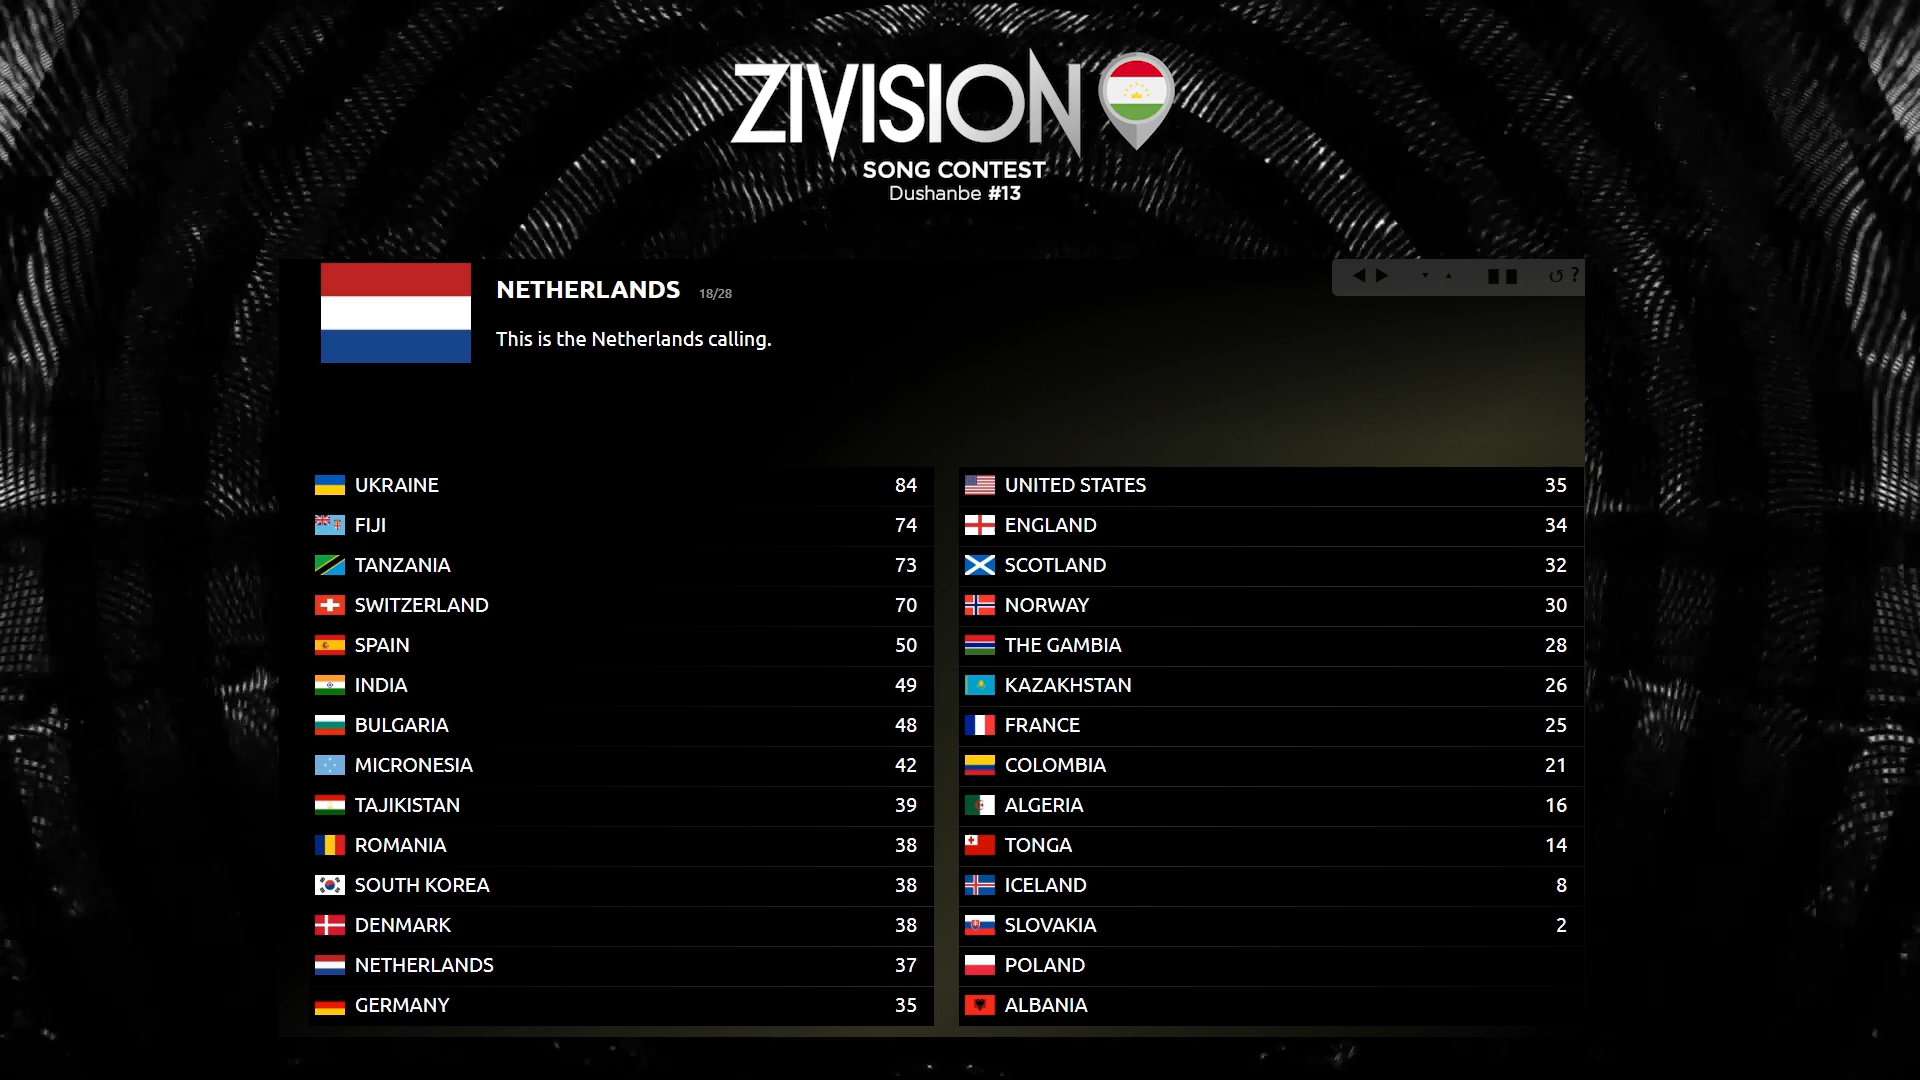 ZIVISION
SONG CONTEST
Dushanbe #13
NETHERLANDS 18/28
This is the Netherlands calling.
?
UKRAINE 84
FIJI 74
TANZANIA 73
SWITZERLAND 70
SPAIN 50
INDIA 49
BULGARIA 48
MICRONESIA 42
TAJIKISTAN 39
ROMANIA 38
SOUTH KOREA 38
DENMARK 38
NETHERLANDS 37
GERMANY 35
UNITED STATES 35
ENGLAND 34
SCOTLAND 32
NORWAY 30
THE GAMBIA 28
KAZAKHSTAN 26
FRANCE 25
COLOMBIA 21
ALGERIA 16
TONGA 14
ICELAND 8
SLOVAKIA 2
POLAND
ALBANIA